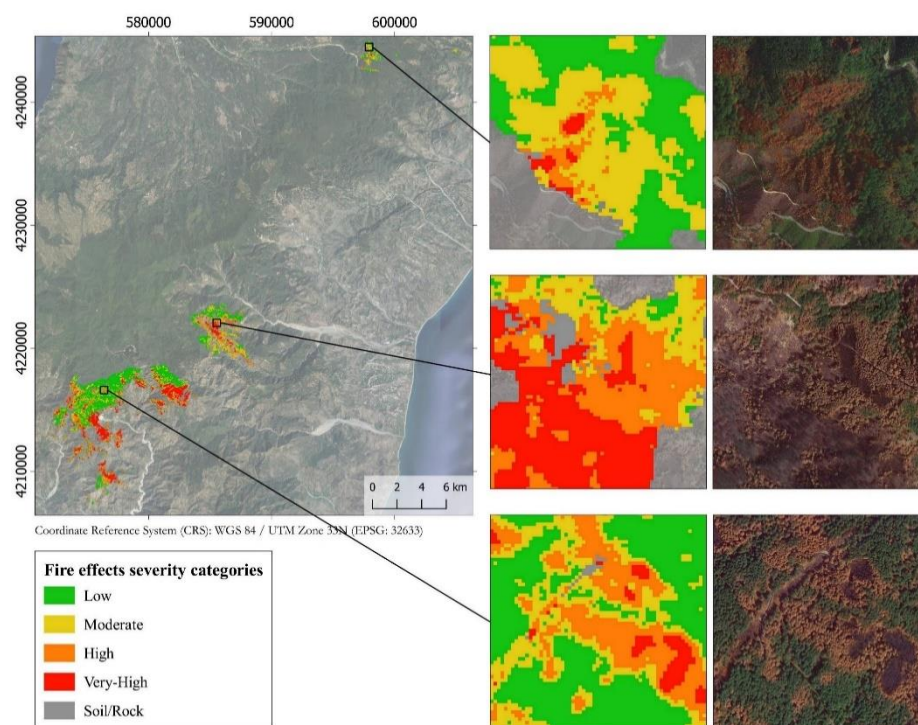 580000
590000
600000
4240000
4230000
4220000
4210000
0 2 4 6 km
Coordinate Reference System (CRS): WGS 84 / UTM Zone 33N (EPSG: 32633)
Fire effects severity categories
Low
Moderate
High
Very-High
Soil/Rock